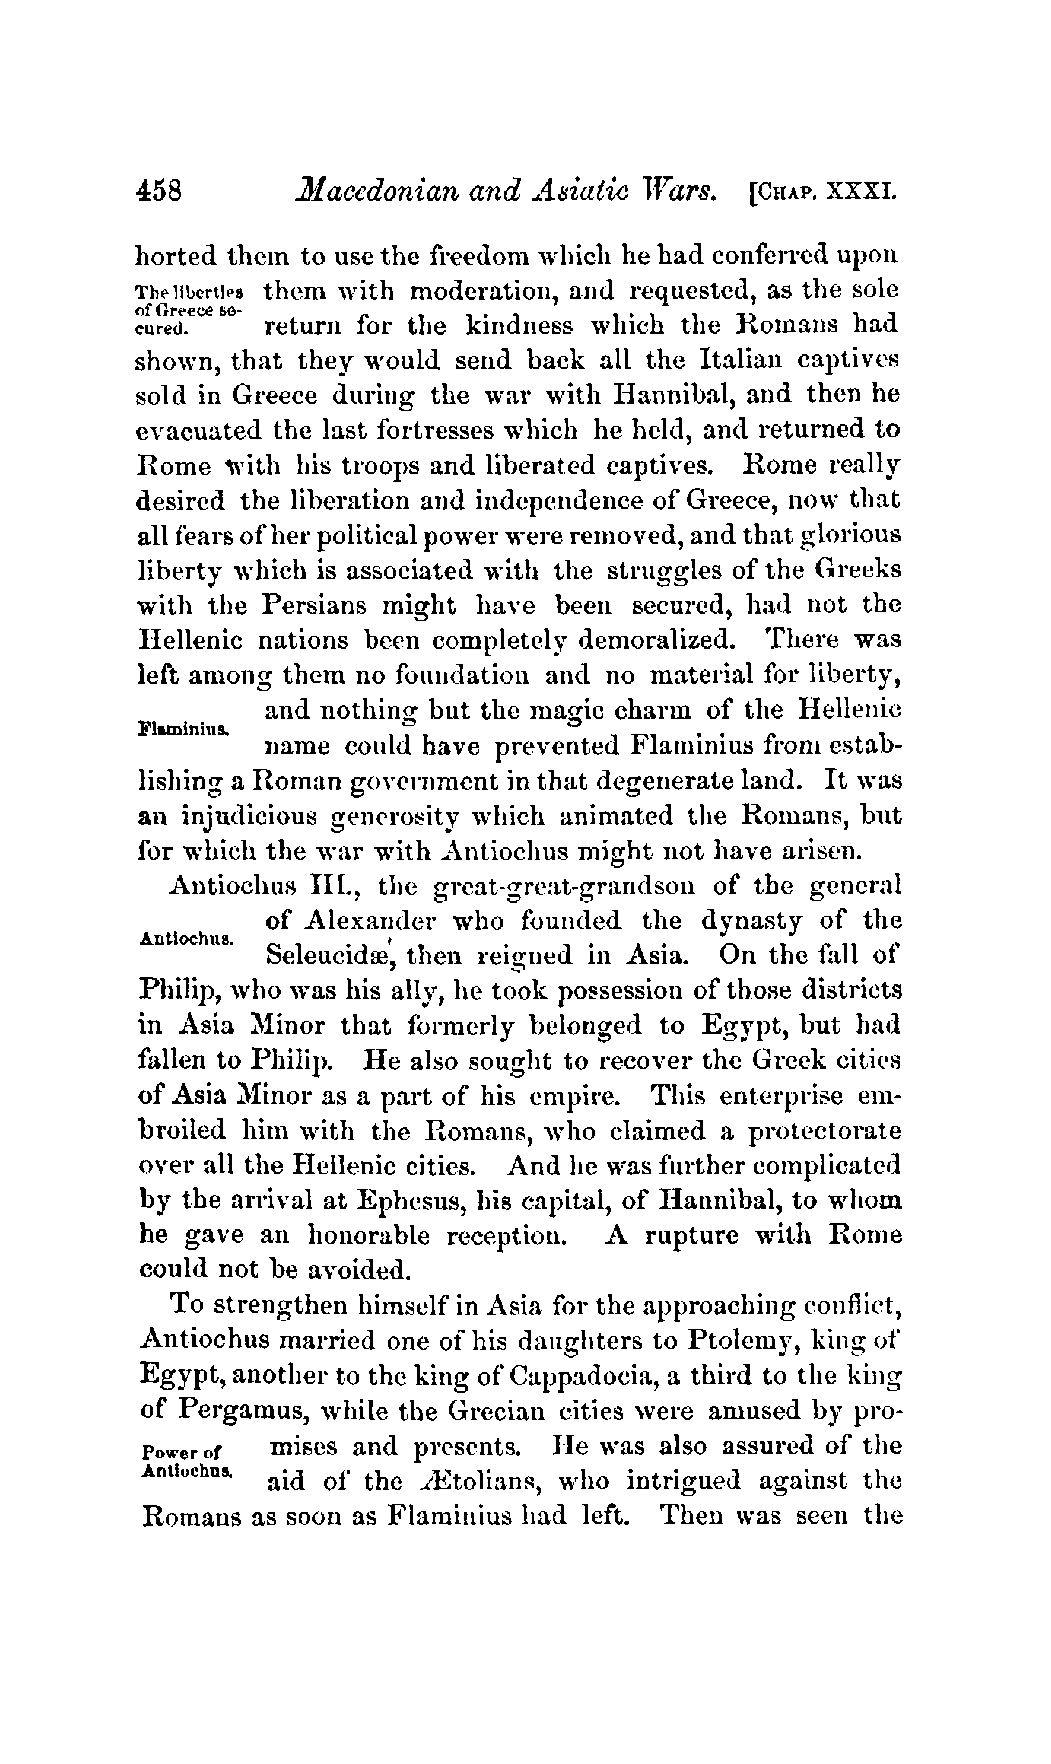 458 Macedonian and Asiatic Wars. [CHAP. XXXI.
horted them to use the freedom which he had conferred upon
The liberties
of Greece se-
cured.
them with moderation, and requested, as the sole
return for the kindness which the Romans had
shown, that they would send back all the Italian captives
sold in Greece during the war with Hannibal, and then he
evacuated the last fortresses which he held, and returned to
Rome with his troops and liberated captives. Rome really
desired the liberation and independence of Greece, now that
all fears of her political power were removed, and that glorious
liberty which is associated with the struggles of the Greeks
with the Persians might have been secured, had not the
Hellenic nations been completely demoralized. There was
left among them no foundation and no material for liberty,
Flaminius.
and nothing but the magic charm of the Hellenic
name could have prevented Flaminius from estab-
lishing a Roman government in that degenerate land. It was
an injudicious generosity which animated the Romans, but
for which the war with Antiochus might not have arisen.
Antiochus III., the great-great-grandson of the general
Antiochus.
of Alexander who founded the dynasty of the
Seleucidæ, then reigned in Asia. On the fall of
Philip, who was his ally, he took possession of those districts
in Asia Minor that formerly belonged to Egypt, but had
fallen to Philip. He also sought to recover the Greek cities
of Asia Minor as a part of his empire. This enterprise em-
broiled him with the Romans, who claimed a protectorate
over all the Hellenic cities. And he was further complicated
by the arrival at Ephesus, his capital, of Hannibal, to whom
he gave an honorable reception. A rupture with Rome
could not be avoided.
To strengthen himself in Asia for the approaching conflict,
Antiochus married one of his daughters to Ptolemy, king of
Egypt, another to the king of Cappadocia, a third to the king
of Pergamus, while the Grecian cities were amused by pro-
Power of
Antiochus.
mises and presents. He was also assured of the
aid of the Ætolians, who intrigued against the
Romans as soon as Flaminius had left. Then was seen the